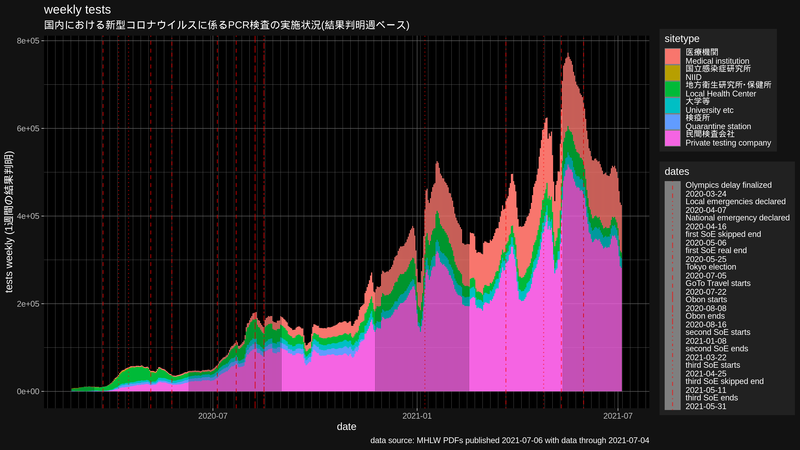 weekly tests
国内における新型コロナウイルスに係るPCR検査の実施状況(結果判明週ベース)
8e+05
6e+05
4e+05
2e+05
0e+00
tests weekly (1週間の結果判明)
2020-07
2021-01
2021-07
date
data source: MHLW PDFs published 2021-07-06 with data through 2021-07-04
sitetype
医療機関
Medical institution
国立感染症研究所
NIID
地方衛生研究所･保健所
Local Health Center
大学等
University etc
検疫所
Quarantine station
民間検査会社
Private testing company
dates
Olympics delay finalized
2020-03-24
Local emergencies declared
2020-04-07
National emergency declared
2020-04-16
first SoE skipped end
2020-05-06
first SoE real end
2020-05-25
Tokyo election
2020-07-05
GoTo Travel starts
2020-07-22
Obon starts
2020-08-08
Obon ends
2020-08-16
second SoE starts
2021-01-08
second SoE ends
2021-03-22
third SoE starts
2021-04-25
third SoE skipped end
2021-05-11
third SoE ends
2021-05-31